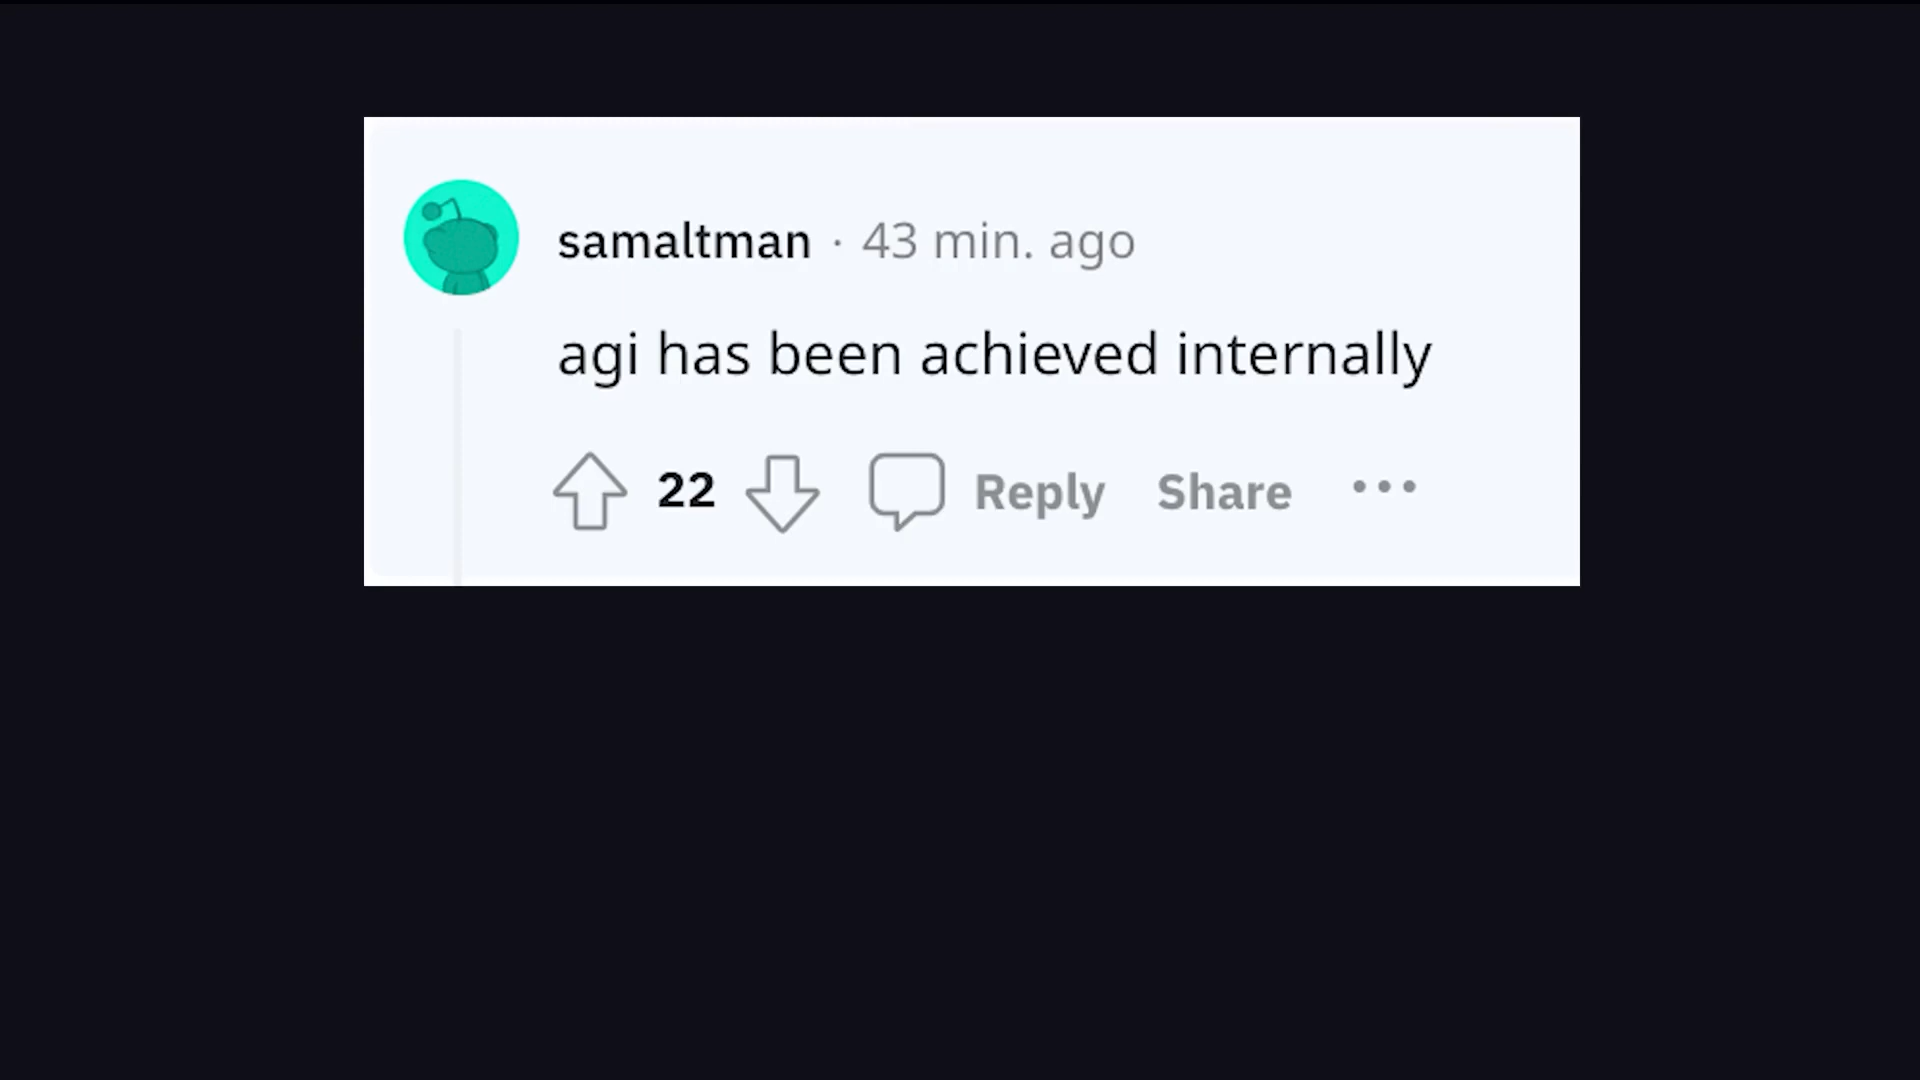 samaltman · 43 min. ago
agi has been achieved internally
22 Reply Share ···